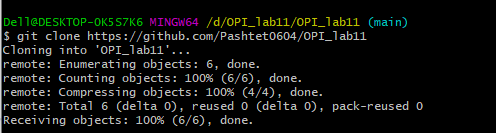 Dell@DESKTOP-OK5S7K6 MINGW64 /d/OPI_lab11/OPI_lab11 (main)
$ git clone https://github.com/Pashtet0604/OPI_lab11
Cloning into 'OPI_lab11'...
remote: Enumerating objects: 6, done.
remote: Counting objects: 100% (6/6), done.
remote: Compressing objects: 100% (4/4), done.
remote: Total 6 (delta 0), reused 0 (delta 0), pack-reused 0
Receiving objects: 100% (6/6), done.